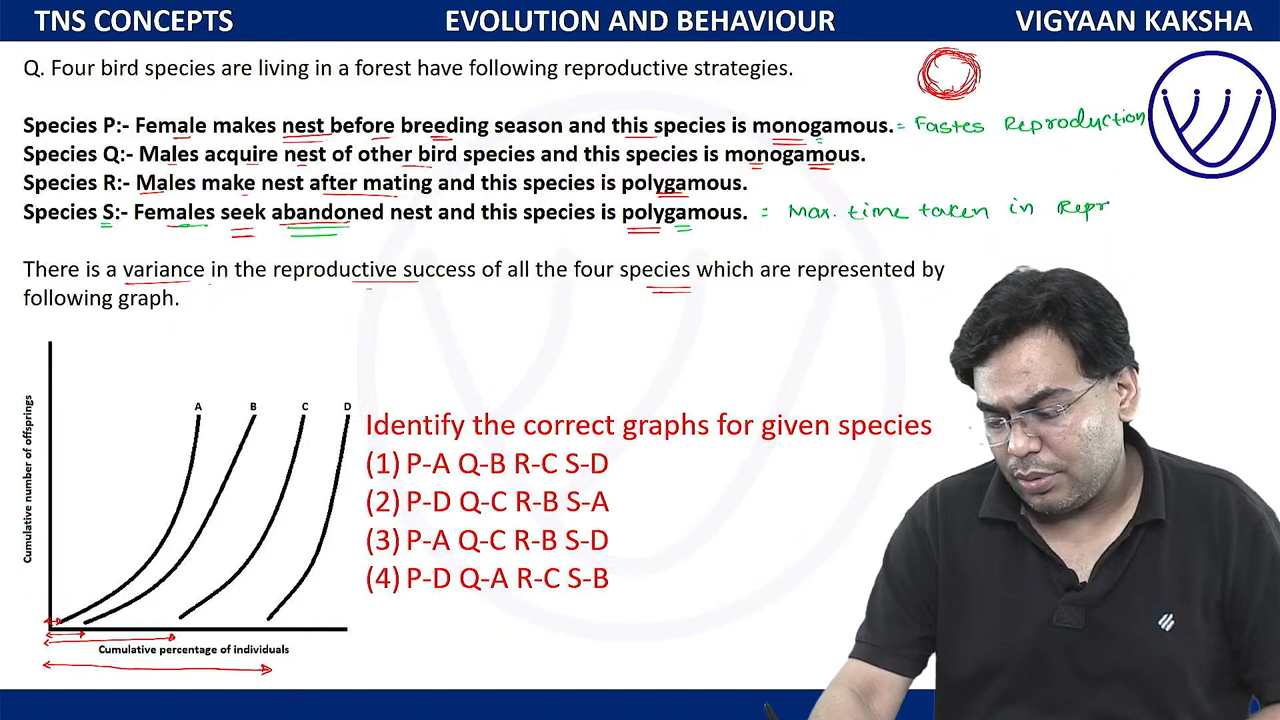 TNS CONCEPTS EVOLUTION AND BEHAVIOUR VIGYAAN KAKSHA
Q. Four bird species are living in a forest have following reproductive strategies.
Species P:- Female makes nest before breeding season and this species is monogamous. = Fastes Reproduction
Species Q:- Males acquire nest of other bird species and this species is monogamous.
Species R:- Males make nest after mating and this species is polygamous.
Species S:- Females seek abandoned nest and this species is polygamous. = Max. time taken in Repr
There is a variance in the reproductive success of all the four species which are represented by
following graph.
A B C D
Cumulative number of offsprings
Cumulative percentage of individuals
Identify the correct graphs for given species
(1) P-A Q-B R-C S-D
(2) P-D Q-C R-B S-A
(3) P-A Q-C R-B S-D
(4) P-D Q-A R-C S-B